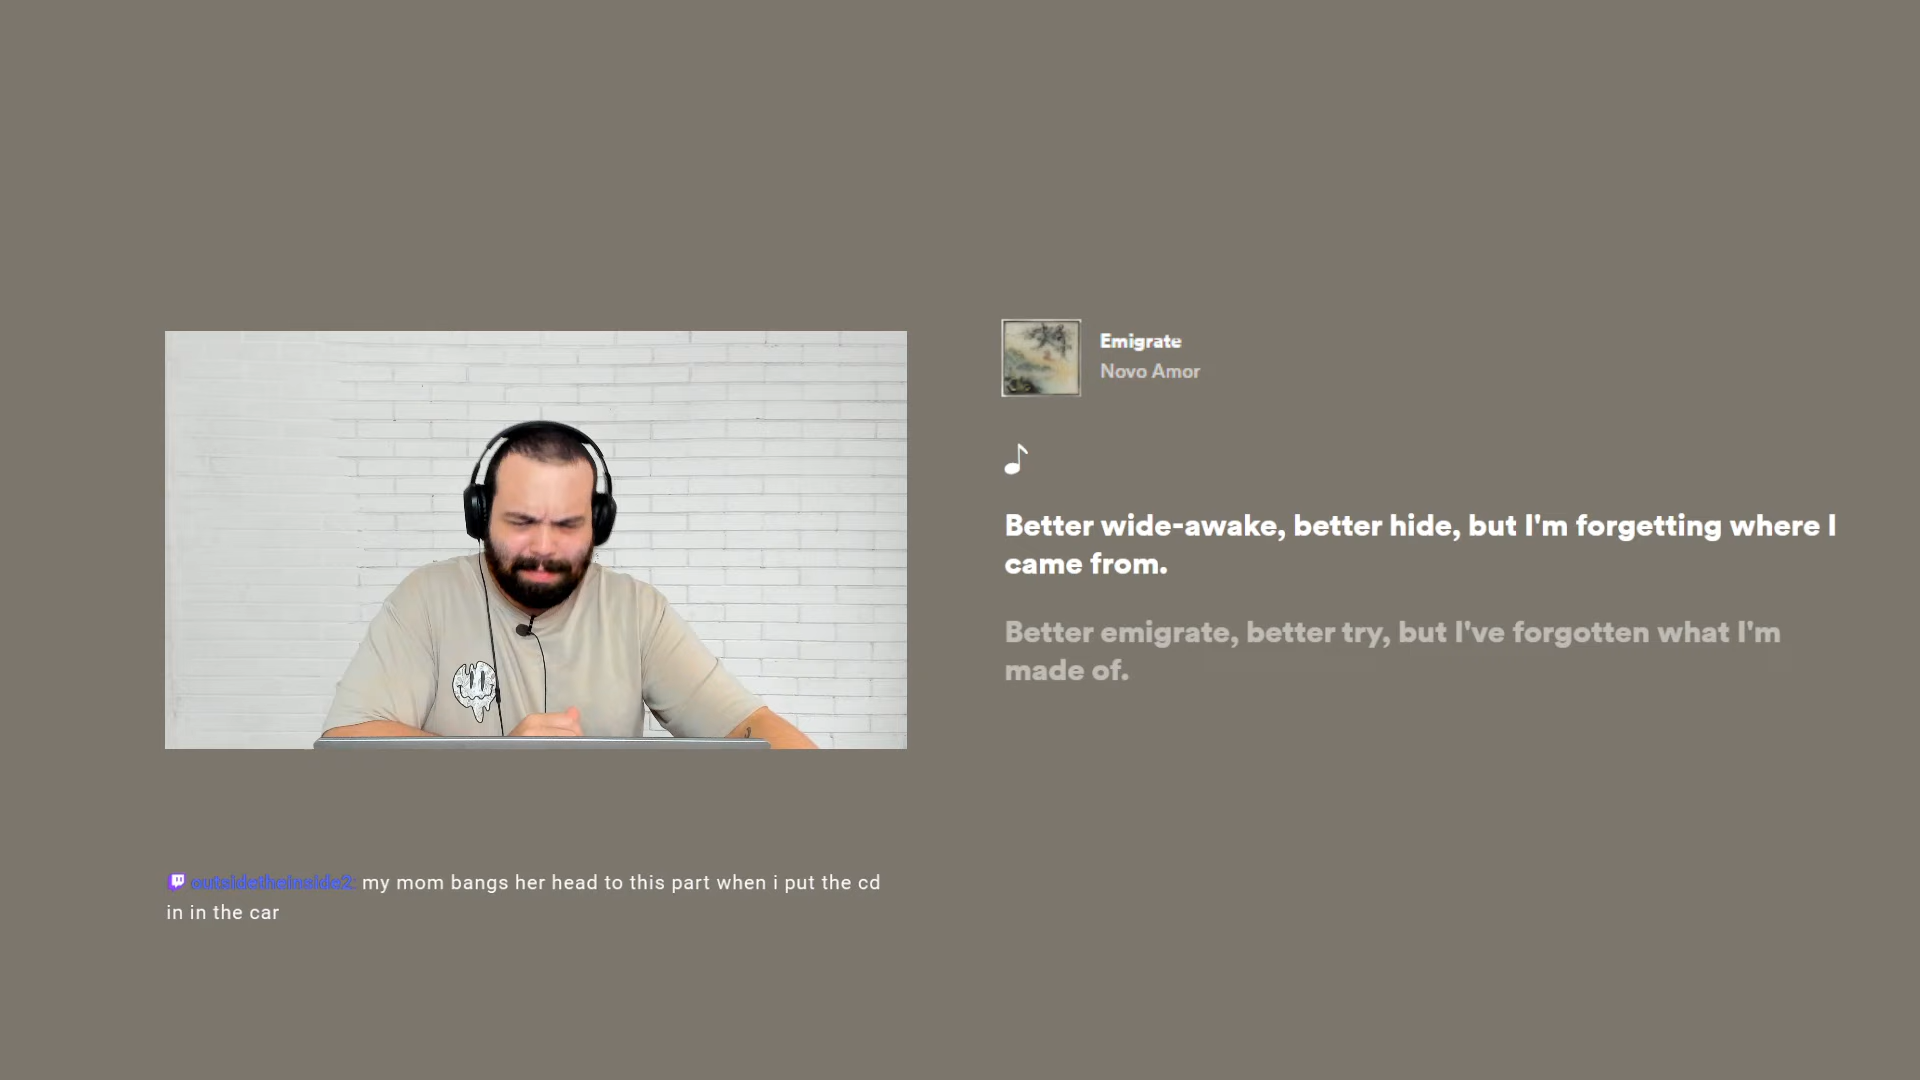 Emigrate
Novo Amor
Better wide-awake, better hide, but I'm forgetting where I
came from.
Better emigrate, better try, but I've forgotten what I'm
made of.
outsidetheinside2: my mom bangs her head to this part when i put the cd
in in the car